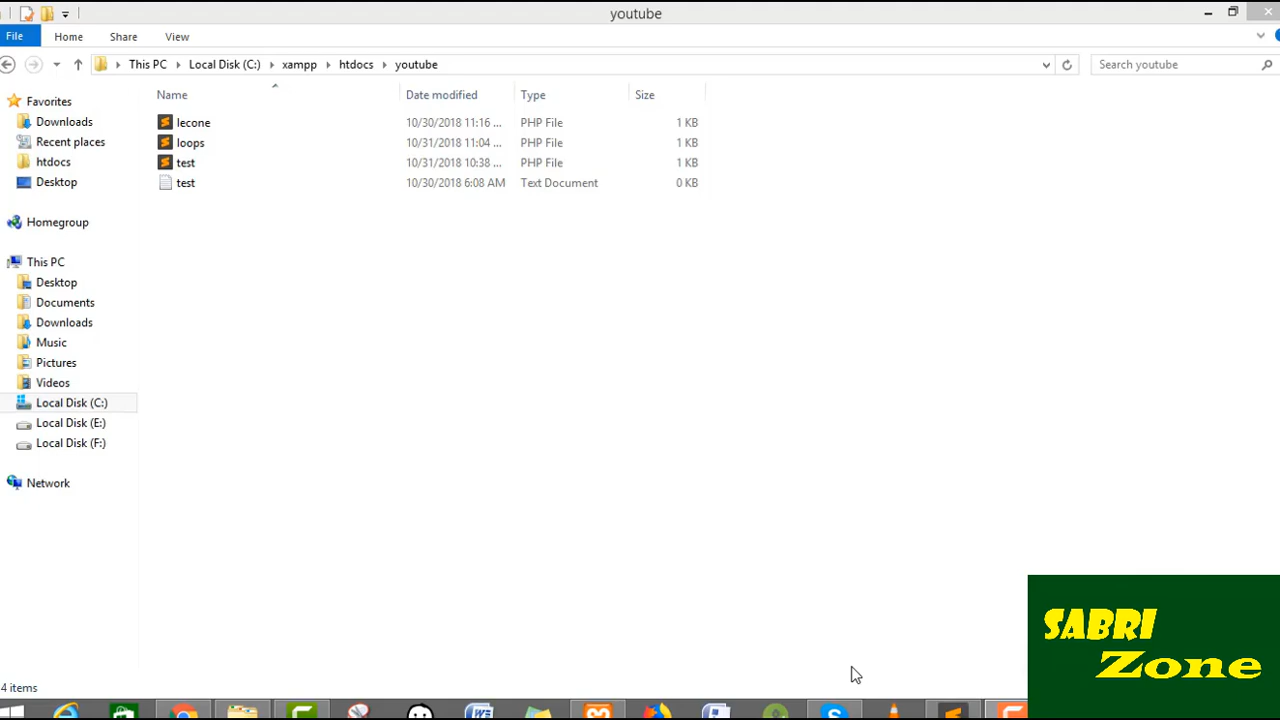 youtube
File Home Share View
This PC Local Disk (C:) xampp htdocs youtube Search youtube
Name Date modified Type Size
Favorites
Downloads
Recent places
htdocs
Desktop
Homegroup
This PC
Desktop
Documents
Downloads
Music
Pictures
Videos
Local Disk (C:)
Local Disk (E:)
Local Disk (F:)
Network
lecone 10/30/2018 11:16 ... PHP File 1 KB
loops 10/31/2018 11:04 ... PHP File 1 KB
test 10/31/2018 10:38 ... PHP File 1 KB
test 10/30/2018 6:08 AM Text Document 0 KB
4 items
SABRI
Zone